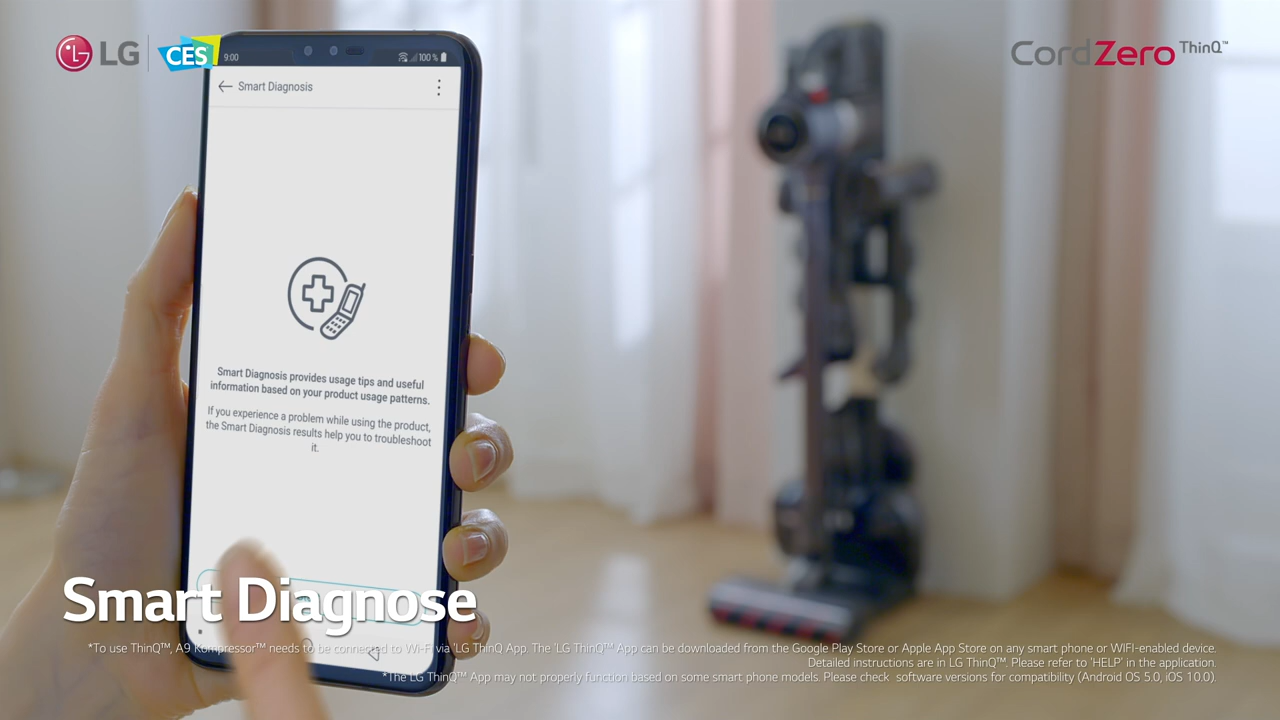 LG
CES
CordZero ThinQ™
9:00
100 %
Smart Diagnosis
Smart Diagnosis provides usage tips and useful
information based on your product usage patterns.
If you experience a problem while using the product,
the Smart Diagnosis results help you to troubleshoot
it.
Smart Diagnose
*To use ThinQ™, A9 Kompressor™ needs to be connected to Wi-Fi via 'LG ThinQ App. The 'LG ThinQ™ App can be downloaded from the Google Play Store or Apple App Store on any smart phone or WIFI-enabled device.
Detailed instructions are in LG ThinQ™. Please refer to 'HELP' in the application.
*The LG ThinQ™ App may not properly function based on some smart phone models. Please check software versions for compatibility (Android OS 5.0, iOS 10.0).